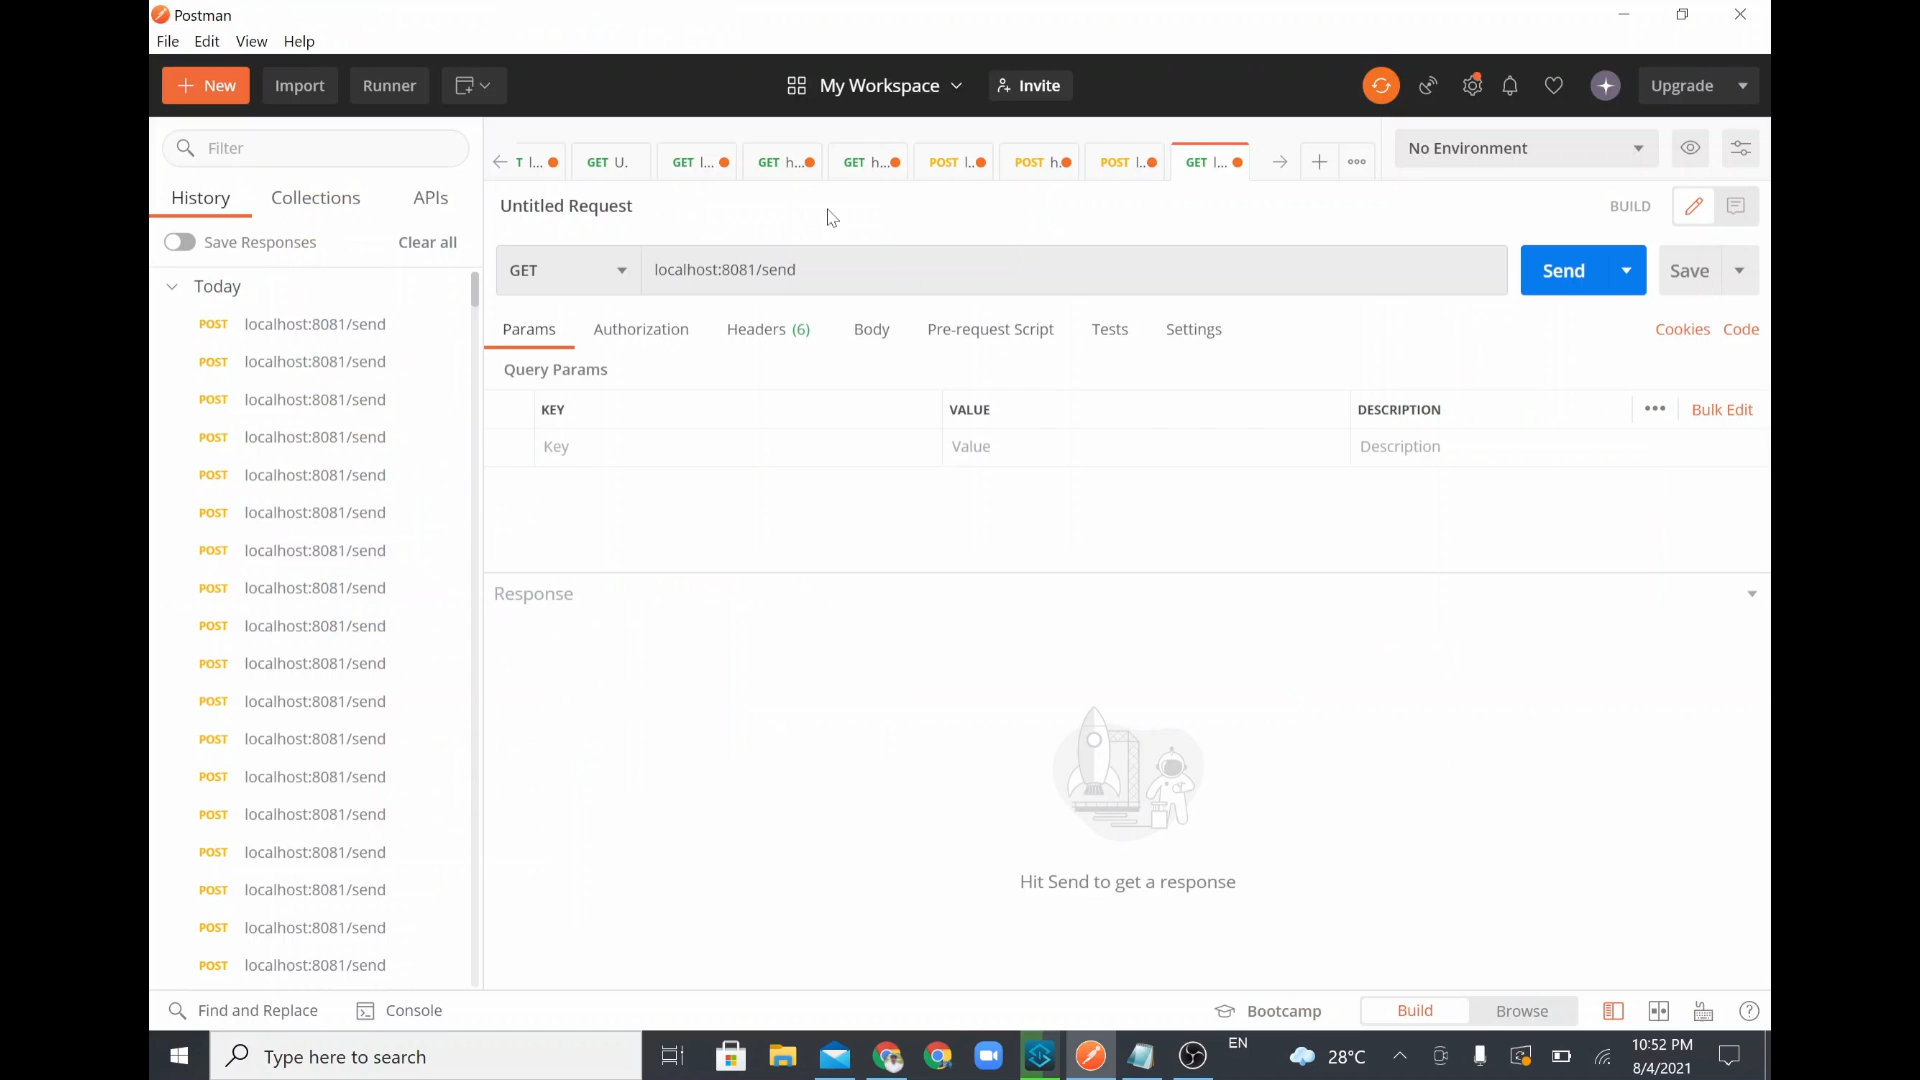 Postman
File Edit View Help
New Import Runner My Workspace Invite Upgrade
Filter
T l... GET U. GET l... GET h... GET h... POST l.. POST h. POST l.. GET l...
No Environment
History Collections APIs
Untitled Request
BUILD
Save Responses Clear all
GET localhost:8081/send Send Save
Today
POST localhost:8081/send
Params Authorization Headers (6) Body Pre-request Script Tests Settings Cookies Code
POST localhost:8081/send
Query Params
POST localhost:8081/send
KEY VALUE DESCRIPTION Bulk Edit
POST localhost:8081/send
Key Value Description
POST localhost:8081/send
POST localhost:8081/send
POST localhost:8081/send
POST localhost:8081/send
Response
POST localhost:8081/send
POST localhost:8081/send
POST localhost:8081/send
POST localhost:8081/send
POST localhost:8081/send
POST localhost:8081/send
POST localhost:8081/send
POST localhost:8081/send
Hit Send to get a response
POST localhost:8081/send
POST localhost:8081/send
Find and Replace Console Bootcamp Build Browse
Type here to search
EN
28°C
10:52 PM
8/4/2021